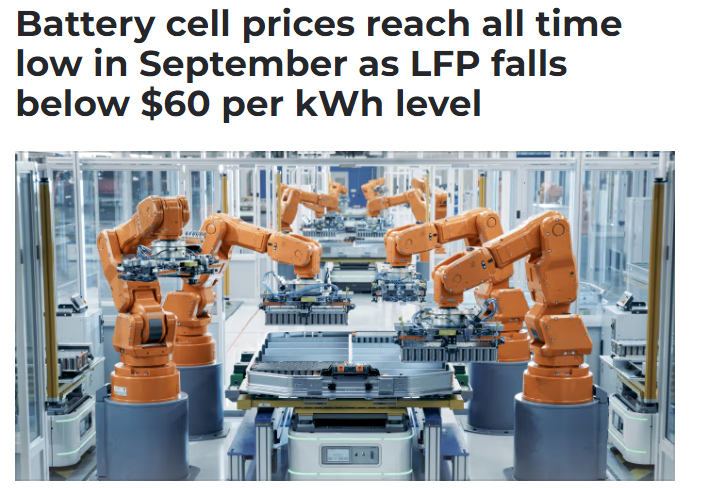 Battery cell prices reach all time
low in September as LFP falls
below $60 per kWh level